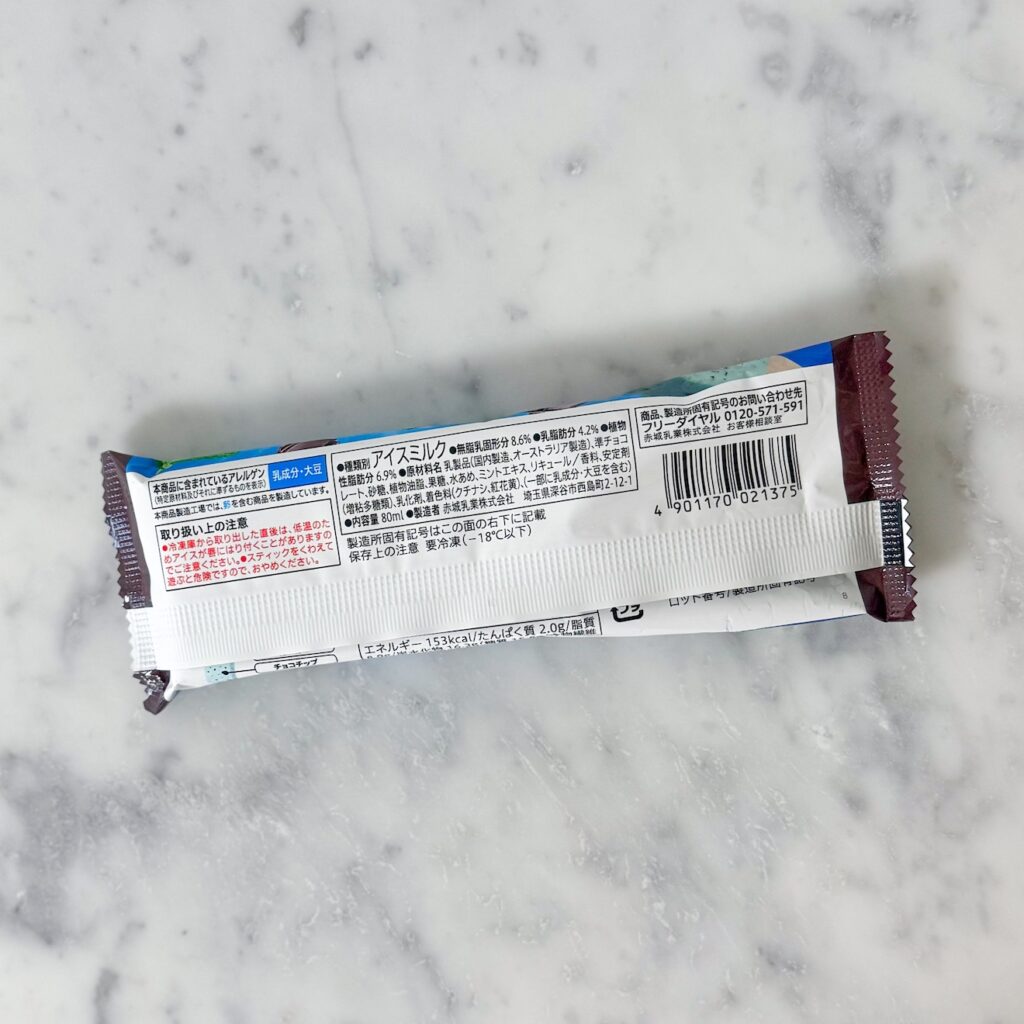 本商品に含まれているアレルゲン
(特定原材料及びそれに準ずるものを表示)
乳成分・大豆
本商品製造工場では、卵を含む商品を製造しています。
取り扱い上の注意
●冷凍庫から取り出した直後は、低温のた
めアイスが唇にはり付くことがありますの
でご注意ください。●スティックをくわえて
遊ぶと危険ですので、おやめください。
●種類別 アイスミルク ●無脂乳固形分 8.6% ●乳脂肪分 4.2% ●植物
性脂肪分 6.9% ●原材料名 乳製品(国内製造、オーストラリア製造)、準チョコ
レート、砂糖、植物油脂、果糖、水あめ、ミントエキス、リキュール/香料、安定剤
(増粘多糖類)、乳化剤、着色料(クチナシ、紅花黄)、(一部に乳成分・大豆を含む)
●内容量 80ml ●製造者 赤城乳業株式会社 埼玉県深谷市西島町2-12-1
製造所固有記号はこの面の右下に記載
保存上の注意 要冷凍(−18℃以下)
商品、製造所固有記号のお問い合わせ先
フリーダイヤル 0120-571-591
赤城乳業株式会社 お客様相談室
4 901170 021375
チョコチップ
エネルギー 153kcal/たんぱく質 2.0g/脂質
プラ
ロット番号/製造所固有記号
8